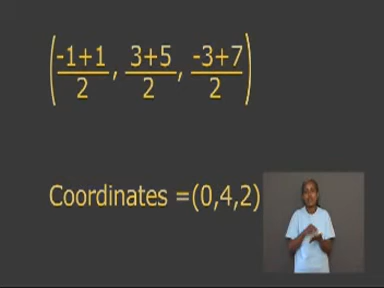 (-1+1/2, 3+5/2, -3+7/2)
Coordinates =(0,4,2)